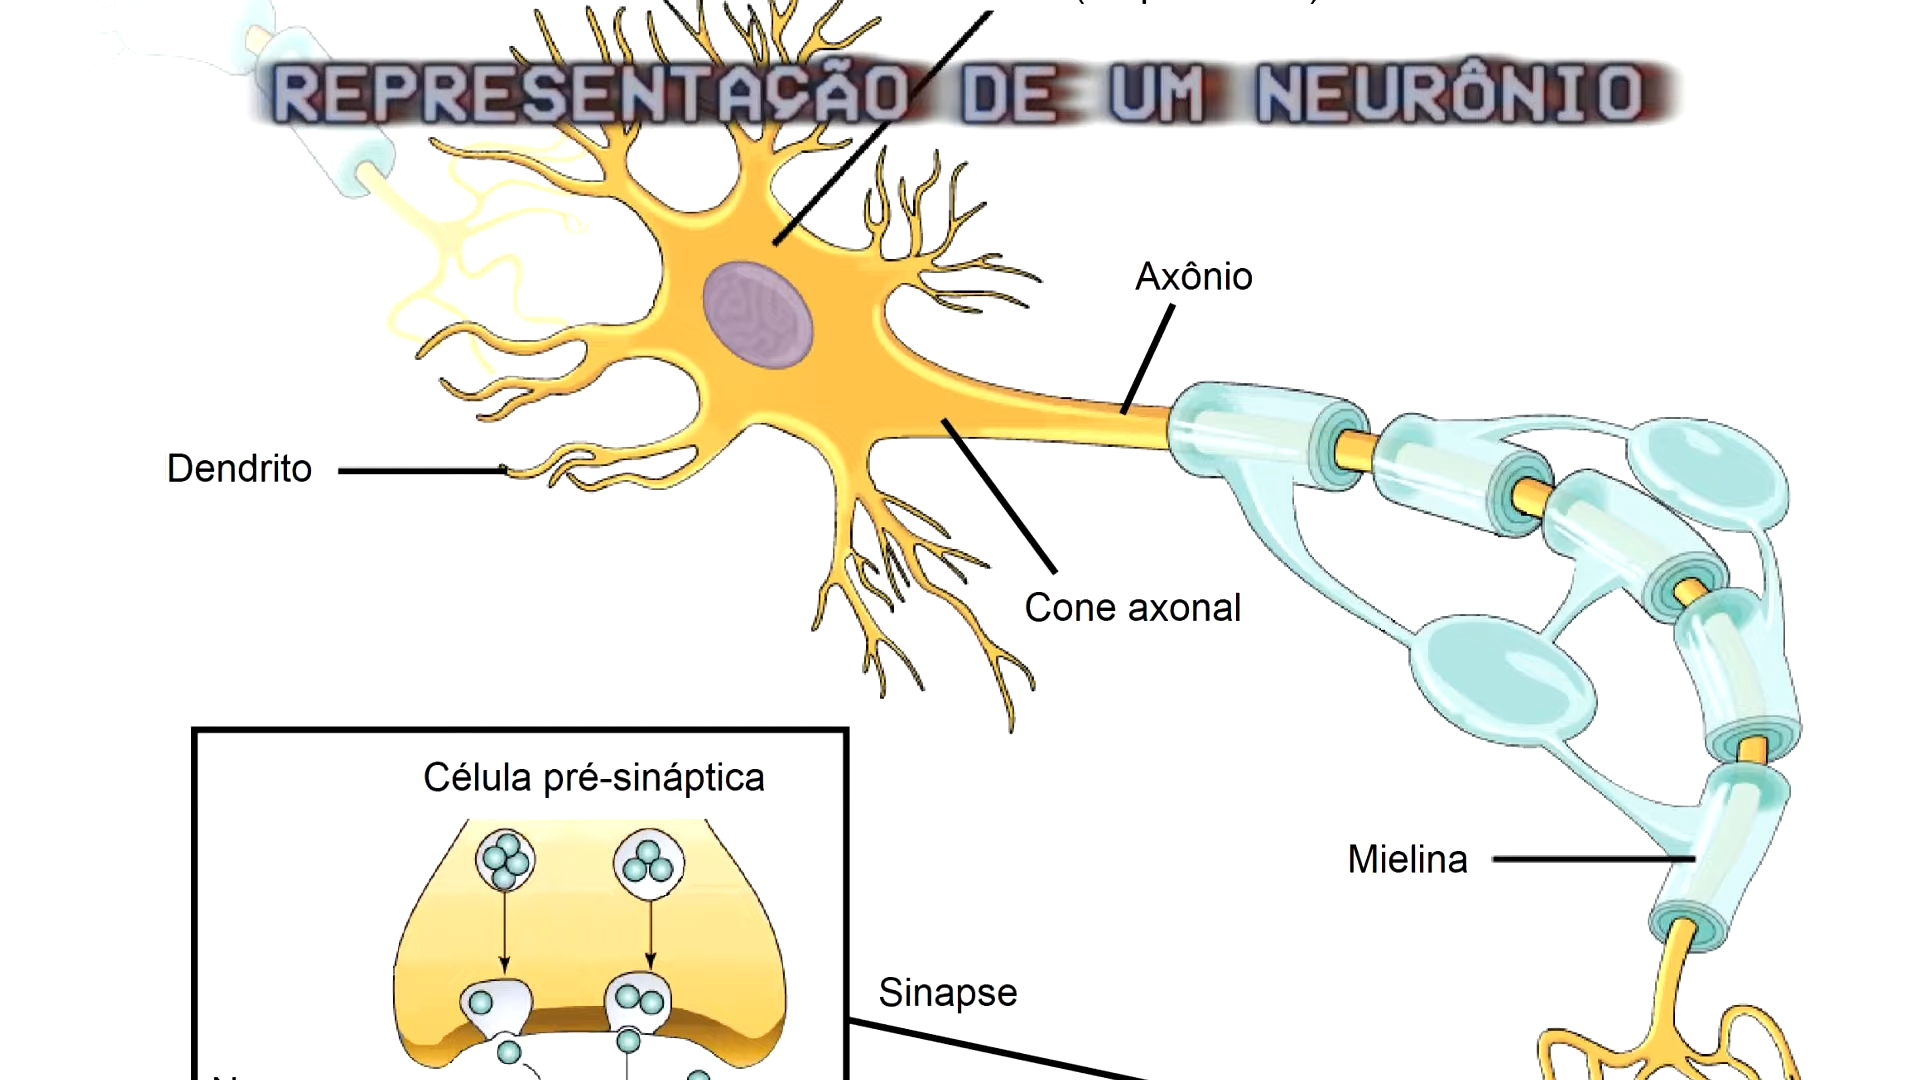 REPRESENTAÇÃO DE UM NEURÔNIO
Axônio
Dendrito
Cone axonal
Célula pré-sináptica
Mielina
Sinapse